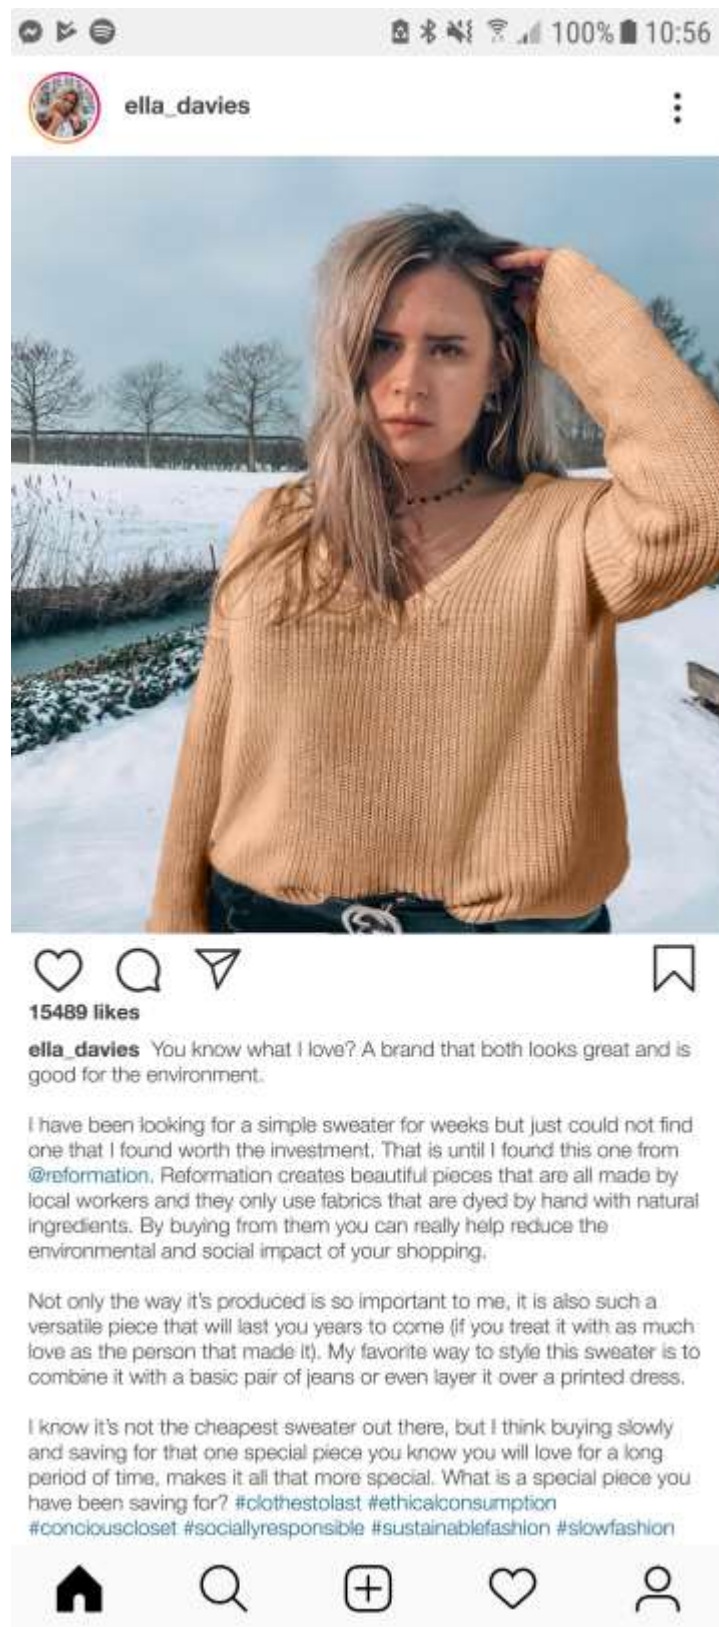 100% 10:56
ella_davies
15489 likes
ella_davies You know what I love? A brand that both looks great and is
good for the environment.
I have been looking for a simple sweater for weeks but just could not find
one that I found worth the investment. That is until I found this one from
@reformation. Reformation creates beautiful pieces that are all made by
local workers and they only use fabrics that are dyed by hand with natural
ingredients. By buying from them you can really help reduce the
environmental and social impact of your shopping.
Not only the way it's produced is so important to me, it is also such a
versatile piece that will last you years to come (if you treat it with as much
love as the person that made it). My favorite way to style this sweater is to
combine it with a basic pair of jeans or even layer it over a printed dress.
I know it's not the cheapest sweater out there, but I think buying slowly
and saving for that one special piece you know you will love for a long
period of time, makes it all that more special. What is a special piece you
have been saving for? #clothestolast #ethicalconsumption
#conciouscloset #sociallyresponsible #sustainablefashion #slowfashion